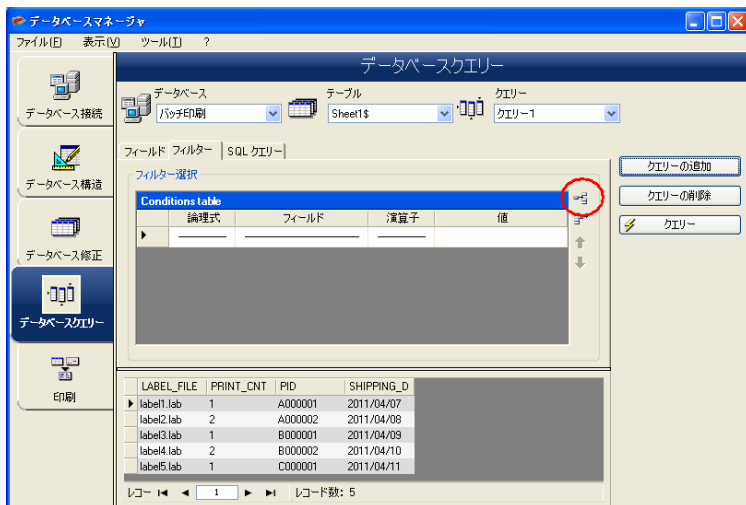 データベースマネージャ
ファイル(F) 表示(V) ツール(T) ?
データベース接続
データベース構造
データベース修正
データベースクエリー
印刷
データベースクエリー
データベース テーブル クエリー
バッチ印刷 Sheet1$ クエリー1
フィールド フィルター SQL クエリー
フィルター選択
Conditions table
論理式 フィールド 演算子 値
クエリーの追加
クエリーの削除
クエリー
LABEL_FILE PRINT_CNT PID SHIPPING_D
label1.lab 1 A000001 2011/04/07
label2.lab 2 A000002 2011/04/08
label3.lab 1 B000001 2011/04/09
label4.lab 2 B000002 2011/04/10
label5.lab 1 C000001 2011/04/11
レコー 1 レコード数: 5